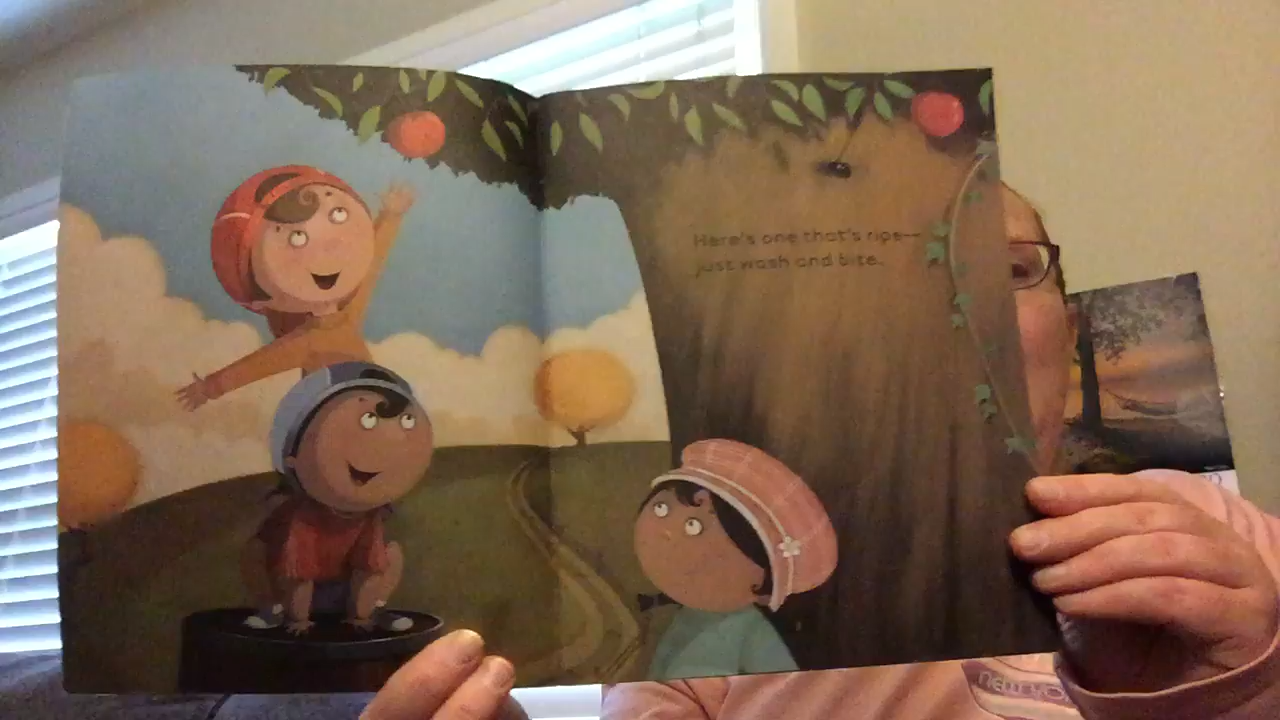 Here's one that's ripe—
just wash and bite.